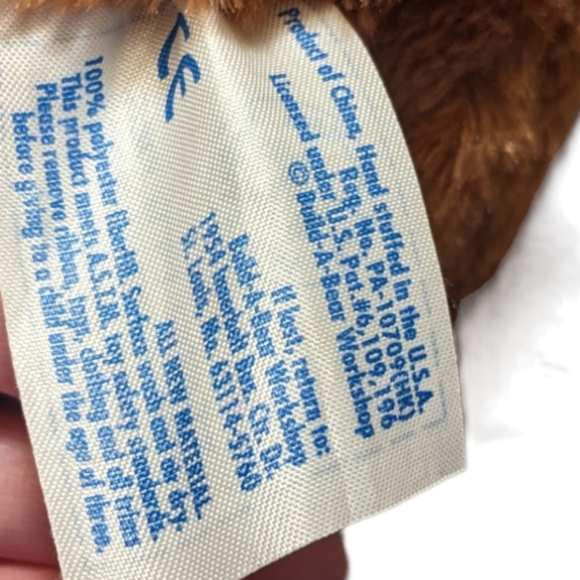 Product of China. Hand stuffed in the U.S.A.
Reg. No. PA-10709(HK)
Licensed under U.S. Pat.#6,109,196
© Build-A-Bear Workshop
If lost, return to:
Build-A-Bear Workshop
1954 Innerbelt Bus. Ctr. Dr.
St. Louis, Mo. 63114-5760
CE
ALL NEW MATERIAL
100% polyester fiberfill. Surface wash and air dry.
This product meets A.S.T.M. toy safety standards.
Please remove ribbon, tags, clothing and all trims
before giving to a child under the age of three.